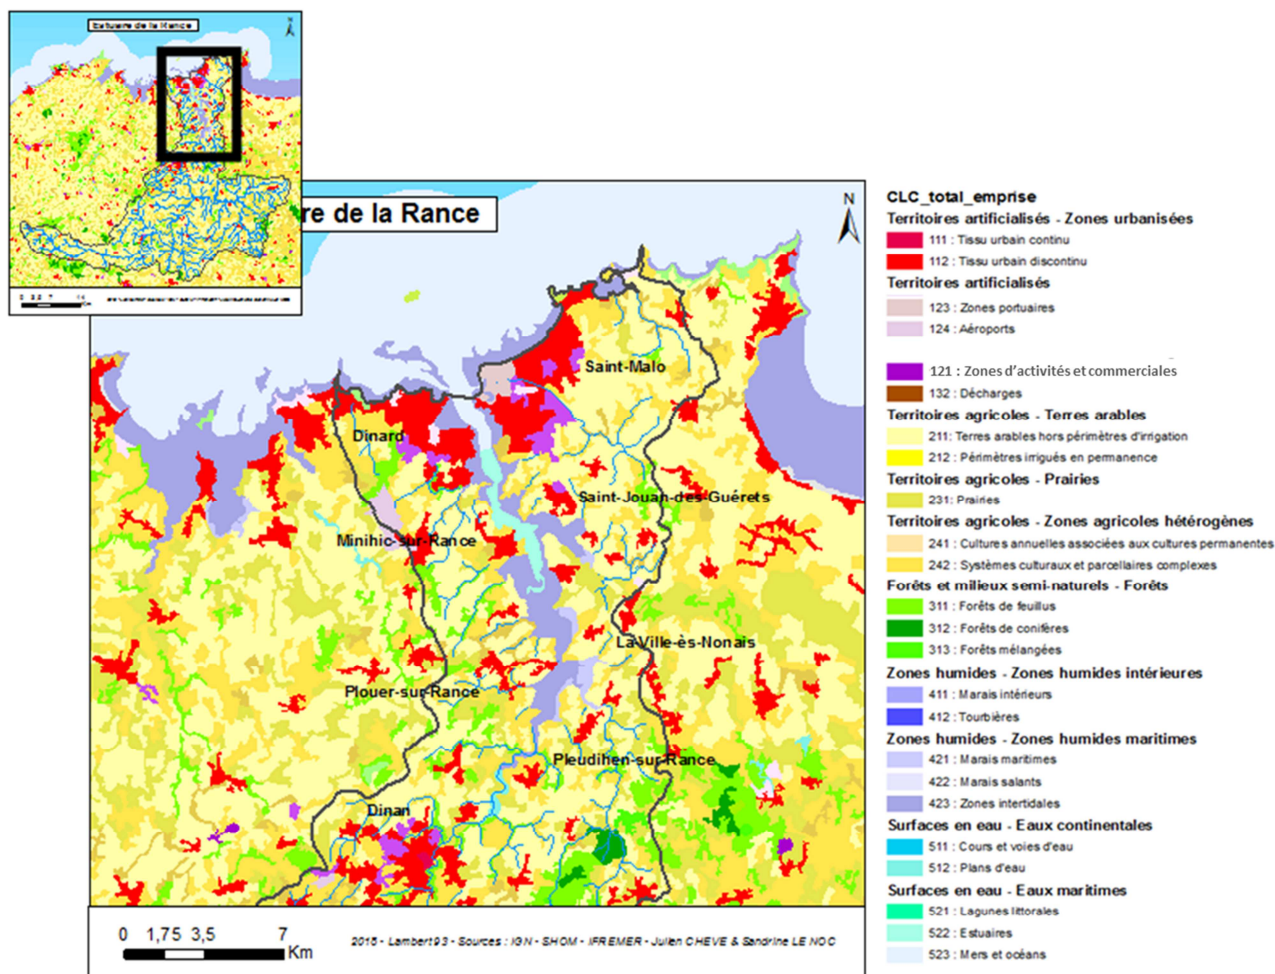 Estuaire de la Rance
N
re de la Rance
N
Saint-Malo
Dinard
Saint-Jouan-des-Guérets
Minihic-sur-Rance
La-Ville-ès-Nonais
Plouer-sur-Rance
Pleudihen-sur-Rance
Dinan
0 1,75 3,5 7
Km
2015 - Lambert93 - Sources : IGN - SHOM - IFREMER - Julien CHEVE & Sandrine LE NOC
CLC_total_emprise
Territoires artificialisés - Zones urbanisées
111 : Tissu urbain continu
112 : Tissu urbain discontinu
Territoires artificialisés
123 : Zones portuaires
124 : Aéroports
121 : Zones d'activités et commerciales
132 : Décharges
Territoires agricoles - Terres arables
211: Terres arables hors périmètres d'irrigation
212 : Périmètres irrigués en permanence
Territoires agricoles - Prairies
231: Prairies
Territoires agricoles - Zones agricoles hétérogènes
241 : Cultures annuelles associées aux cultures permanentes
242 : Systèmes culturaux et parcellaires complexes
Forêts et milieux semi-naturels - Forêts
311 : Forêts de feuillus
312 : Forêts de conifères
313 : Forêts mélangées
Zones humides - Zones humides intérieures
411 : Marais intérieurs
412 : Tourbières
Zones humides - Zones humides maritimes
421 : Marais maritimes
422 : Marais salants
423 : Zones intertidales
Surfaces en eau - Eaux continentales
511 : Cours et voies d'eau
512 : Plans d'eau
Surfaces en eau - Eaux maritimes
521 : Lagunes littorales
522 : Estuaires
523 : Mers et océans